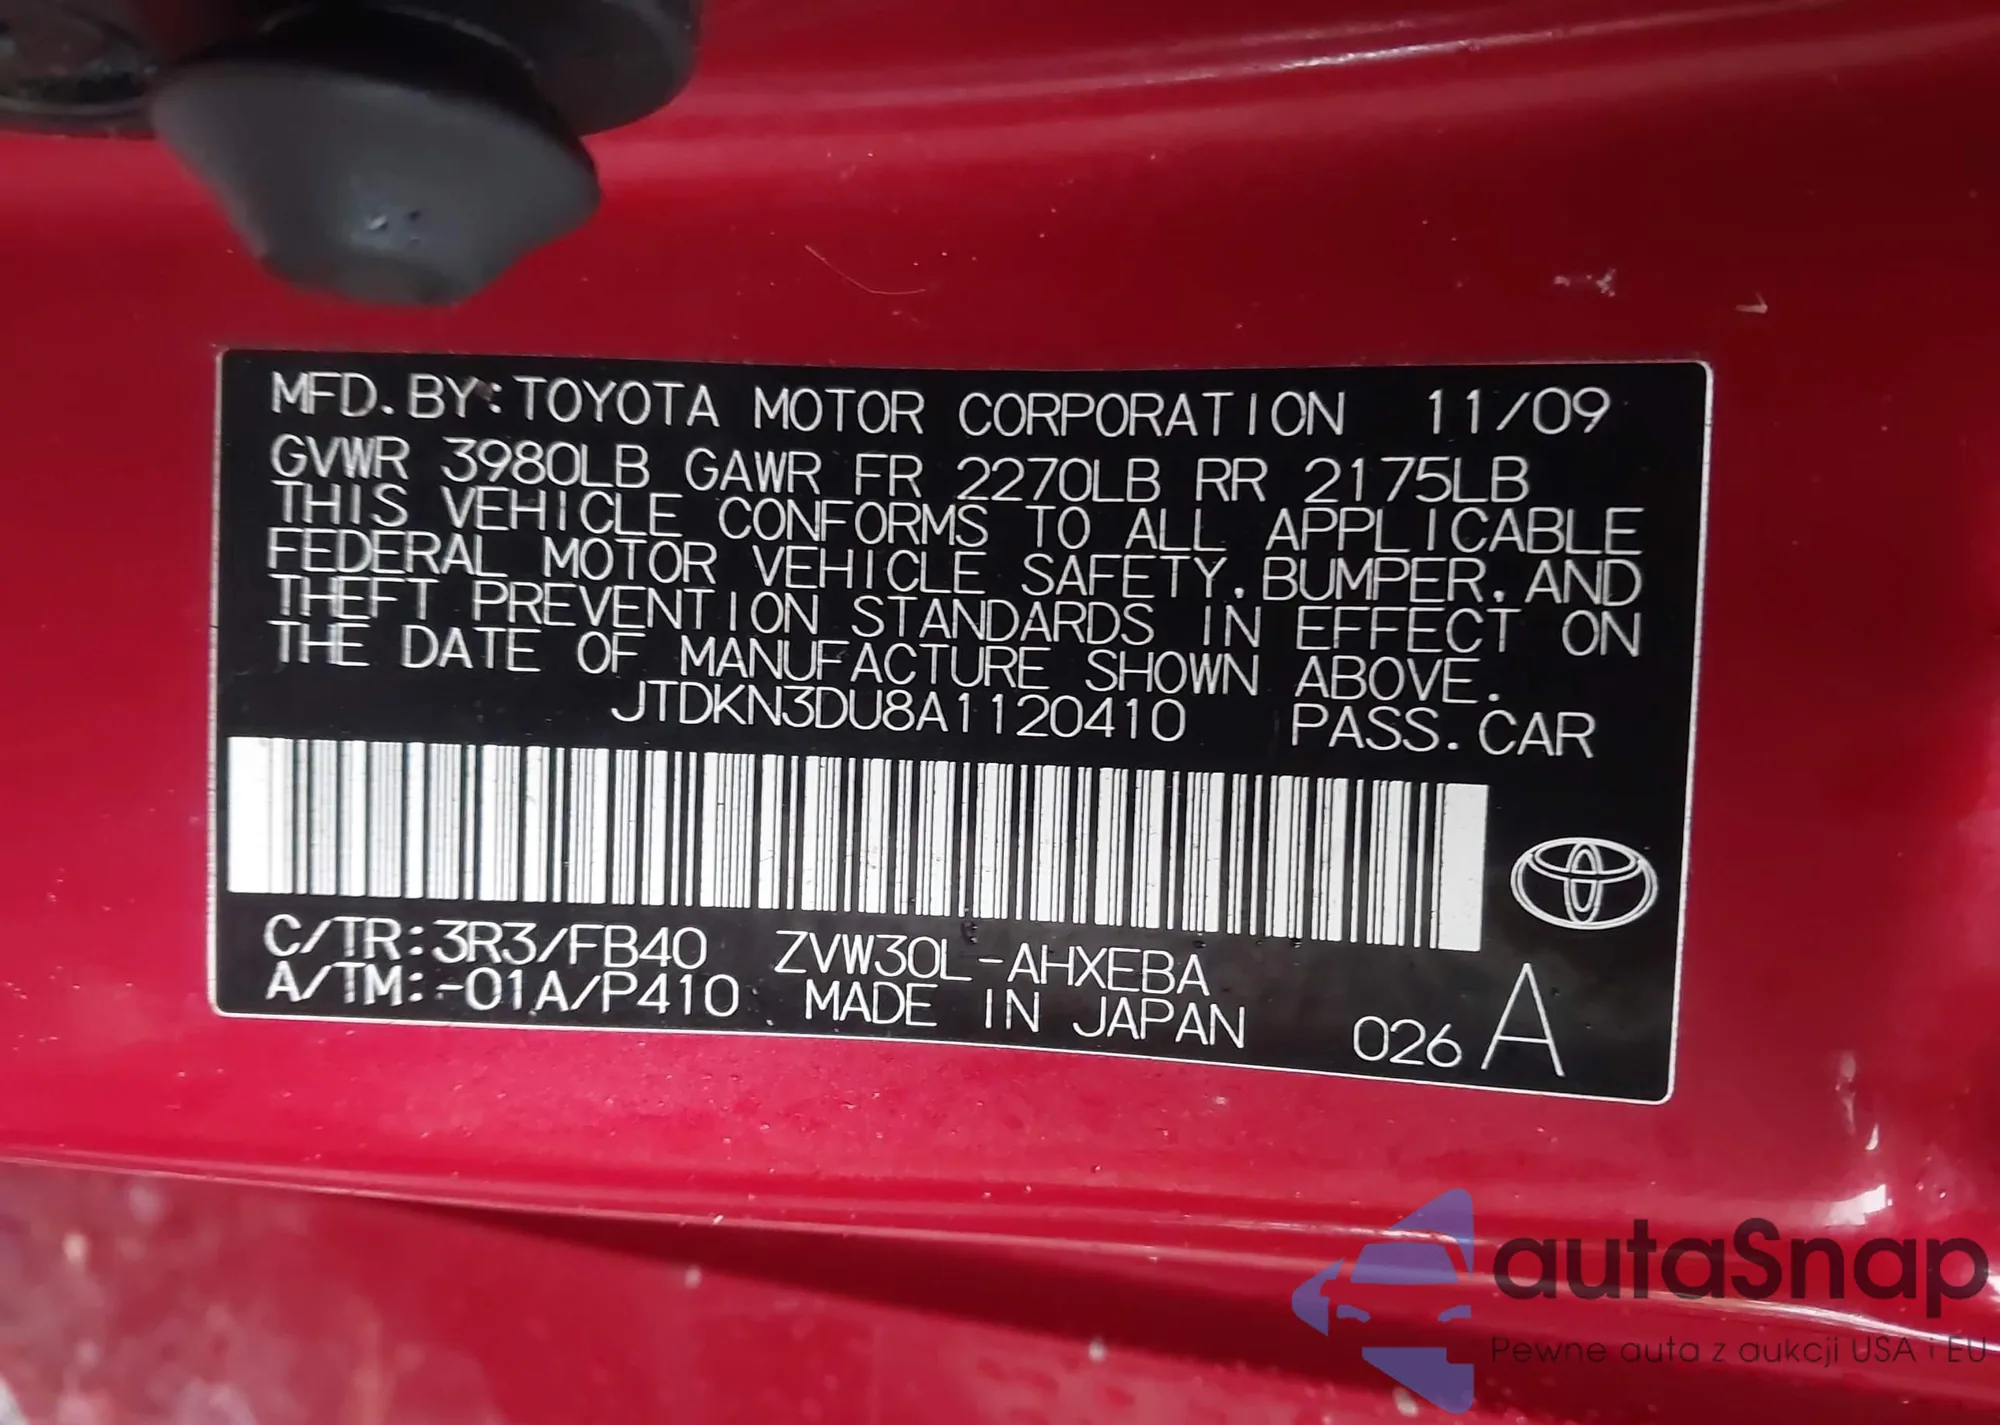 MFD.BY:TOYOTA MOTOR CORPORATION 11/09
GVWR 3980LB GAWR FR 2270LB RR 2175LB
THIS VEHICLE CONFORMS TO ALL APPLICABLE
FEDERAL MOTOR VEHICLE SAFETY,BUMPER,AND
THEFT PREVENTION STANDARDS IN EFFECT ON
THE DATE OF MANUFACTURE SHOWN ABOVE.
JTDKN3DU8A1120410 PASS.CAR
C/TR:3R3/FB40 ZVW30L-AHXEBA
A/TM:-01A/P410 MADE IN JAPAN 026 A
autaSnap
Pewne auta z aukcji USA i EU